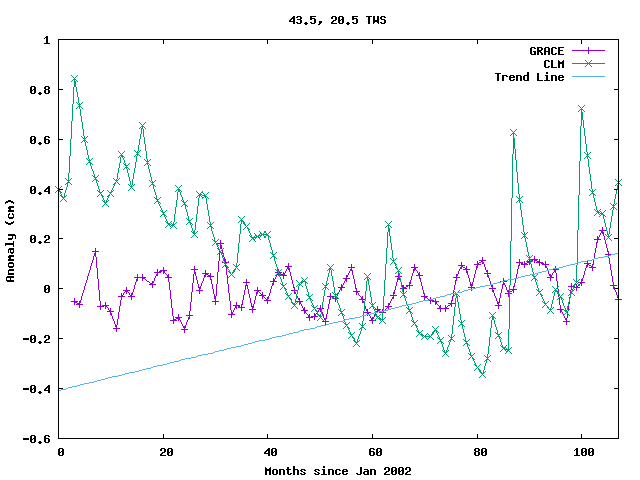 43.5, 20.5 TWS
GRACE
CLM
Trend Line
1
0.8
0.6
0.4
0.2
0
-0.2
-0.4
-0.6
Anomaly (cm)
0 20 40 60 80 100
Months since Jan 2002